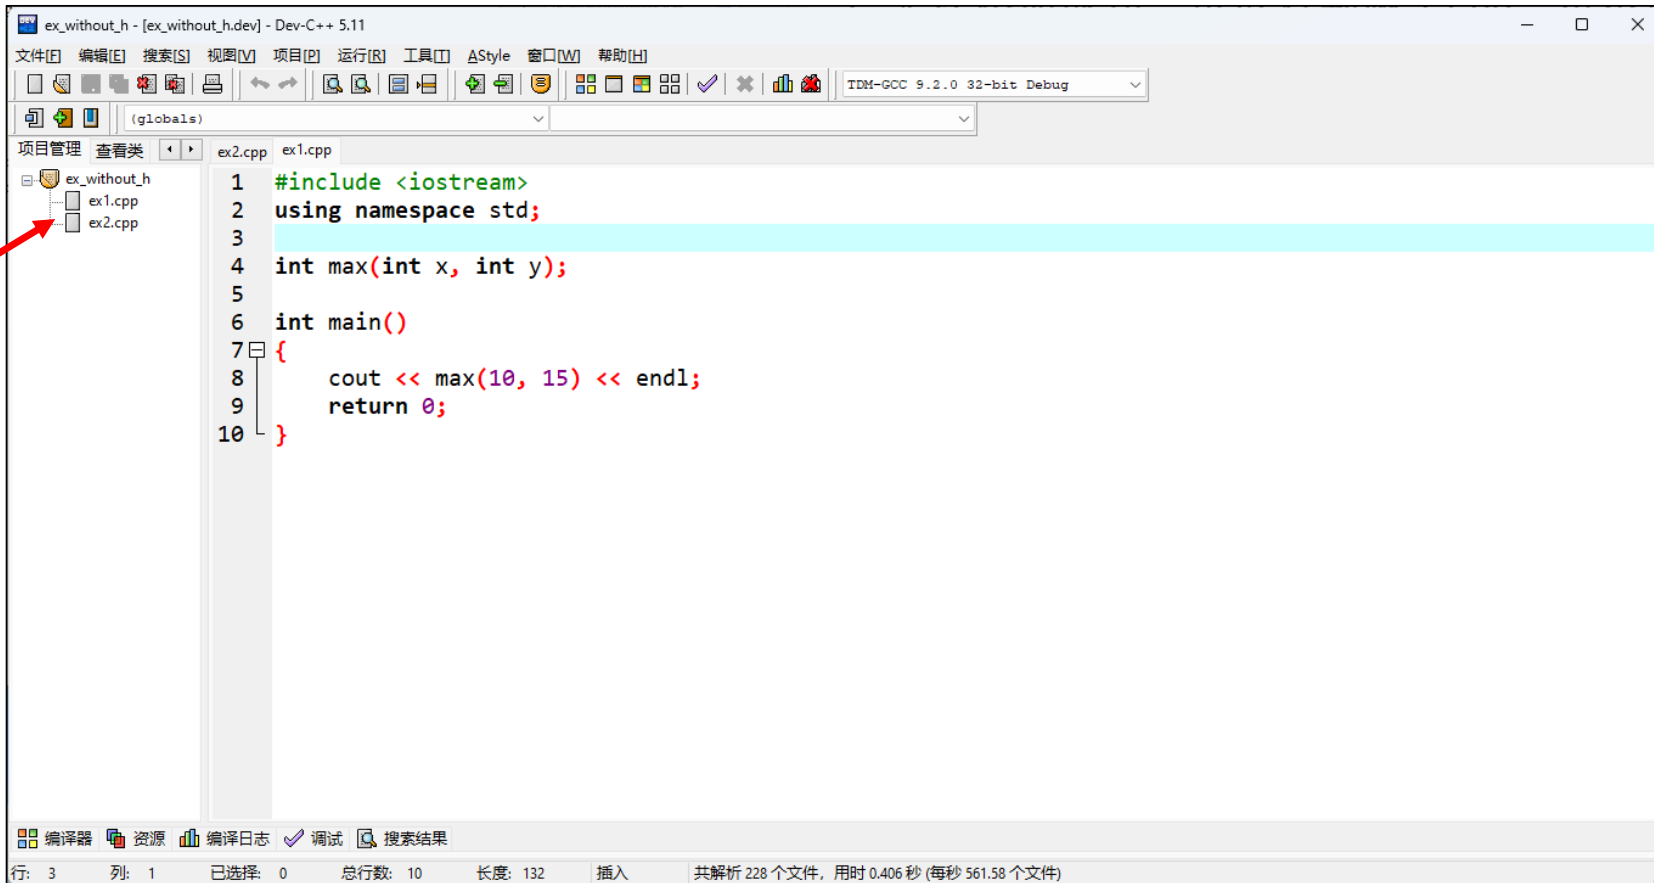 ex_without_h - [ex_without_h.dev] - Dev-C++ 5.11
文件[F] 编辑[E] 搜索[S] 视图[V] 项目[P] 运行[R] 工具[T] AStyle 窗口[W] 帮助[H]
TDM-GCC 9.2.0 32-bit Debug
(globals)
项目管理 查看类 ex2.cpp ex1.cpp
ex_without_h
ex1.cpp
ex2.cpp
1 #include <iostream>
2 using namespace std;
3
4 int max(int x, int y);
5
6 int main()
7 {
8 cout << max(10, 15) << endl;
9 return 0;
10 }
编译器 资源 编译日志 调试 搜索结果
行: 3 列: 1 已选择: 0 总行数: 10 长度: 132 插入 共解析 228 个文件，用时 0.406 秒 (每秒 561.58 个文件)